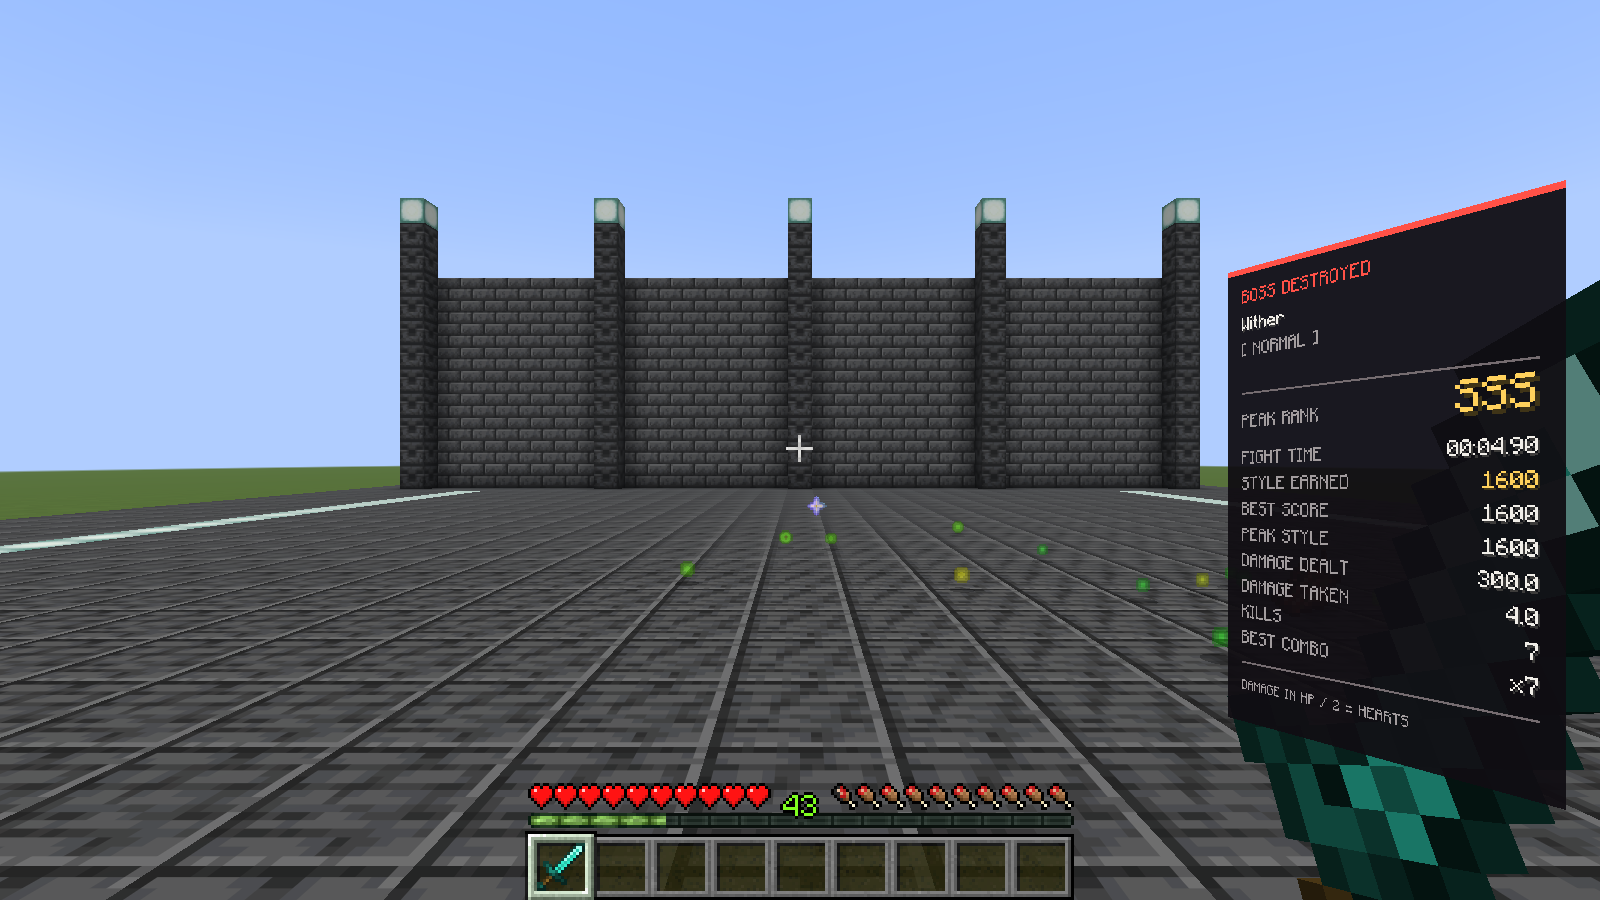 BOSS DESTROYED
Wither
[ NORMAL ]
PEAK RANK SSS
FIGHT TIME 00:04.90
STYLE EARNED 1600
BEST SCORE 1600
PEAK STYLE 1600
DAMAGE DEALT 300.0
DAMAGE TAKEN 4.0
KILLS 7
BEST COMBO x7
DAMAGE IN HP / 2 = HEARTS
43